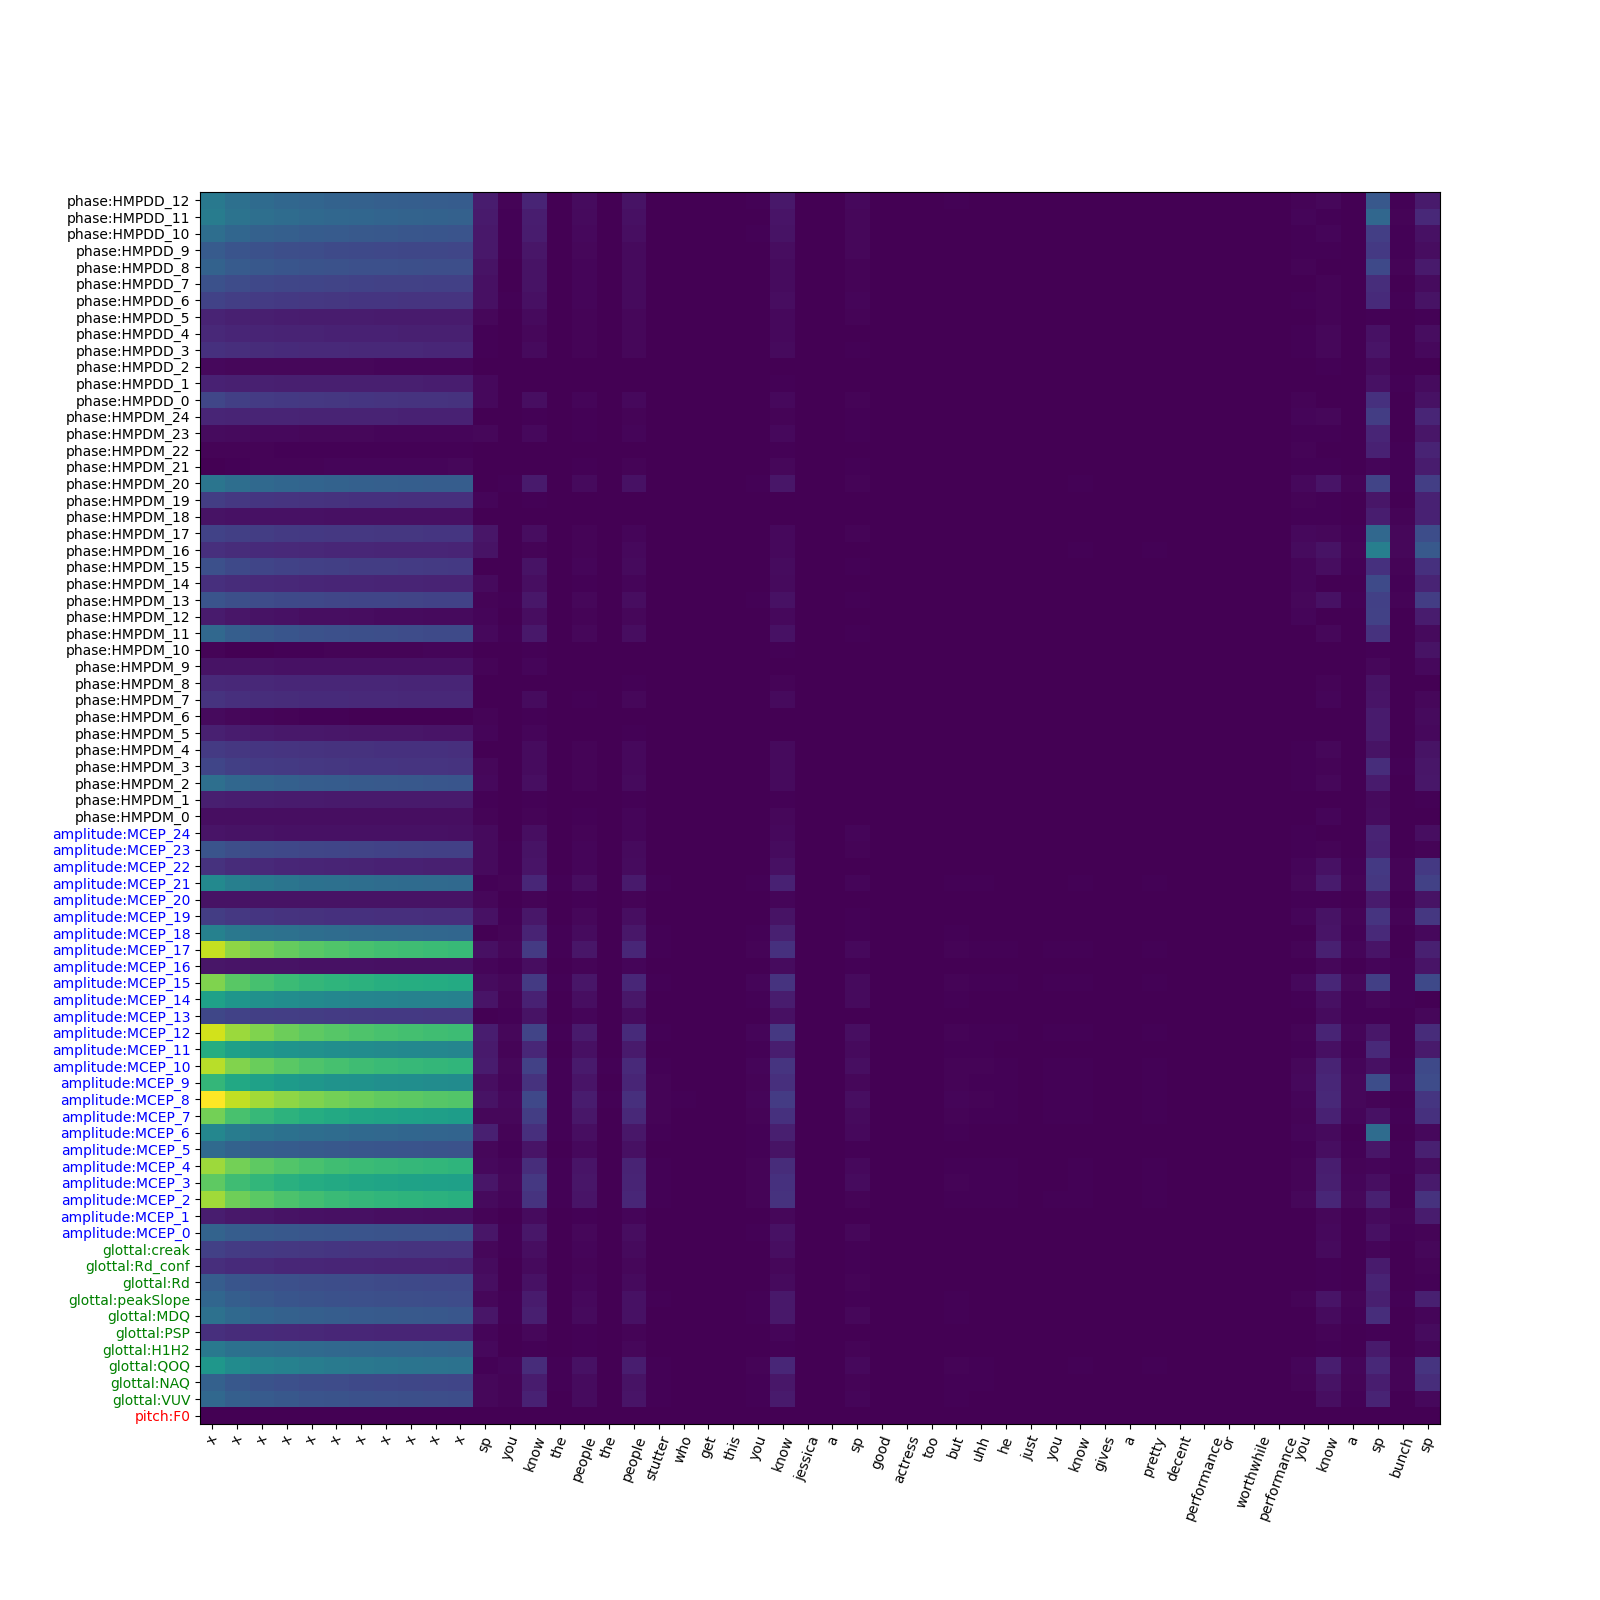 phase:HMPDD_12
phase:HMPDD_11
phase:HMPDD_10
phase:HMPDD_9
phase:HMPDD_8
phase:HMPDD_7
phase:HMPDD_6
phase:HMPDD_5
phase:HMPDD_4
phase:HMPDD_3
phase:HMPDD_2
phase:HMPDD_1
phase:HMPDD_0
phase:HMPDM_24
phase:HMPDM_23
phase:HMPDM_22
phase:HMPDM_21
phase:HMPDM_20
phase:HMPDM_19
phase:HMPDM_18
phase:HMPDM_17
phase:HMPDM_16
phase:HMPDM_15
phase:HMPDM_14
phase:HMPDM_13
phase:HMPDM_12
phase:HMPDM_11
phase:HMPDM_10
phase:HMPDM_9
phase:HMPDM_8
phase:HMPDM_7
phase:HMPDM_6
phase:HMPDM_5
phase:HMPDM_4
phase:HMPDM_3
phase:HMPDM_2
phase:HMPDM_1
phase:HMPDM_0
amplitude:MCEP_24
amplitude:MCEP_23
amplitude:MCEP_22
amplitude:MCEP_21
amplitude:MCEP_20
amplitude:MCEP_19
amplitude:MCEP_18
amplitude:MCEP_17
amplitude:MCEP_16
amplitude:MCEP_15
amplitude:MCEP_14
amplitude:MCEP_13
amplitude:MCEP_12
amplitude:MCEP_11
amplitude:MCEP_10
amplitude:MCEP_9
amplitude:MCEP_8
amplitude:MCEP_7
amplitude:MCEP_6
amplitude:MCEP_5
amplitude:MCEP_4
amplitude:MCEP_3
amplitude:MCEP_2
amplitude:MCEP_1
amplitude:MCEP_0
glottal:creak
glottal:Rd_conf
glottal:Rd
glottal:peakSlope
glottal:MDQ
glottal:PSP
glottal:H1H2
glottal:QOQ
glottal:NAQ
glottal:VUV
pitch:F0
x
x
x
x
x
x
x
x
x
x
x
sp
you
know
the
people
the
people
stutter
who
get
this
you
know
jessica
a
sp
good
actress
too
but
uhh
he
just
you
know
gives
a
pretty
decent
performance
or
worthwhile
performance
you
know
a
sp
bunch
sp